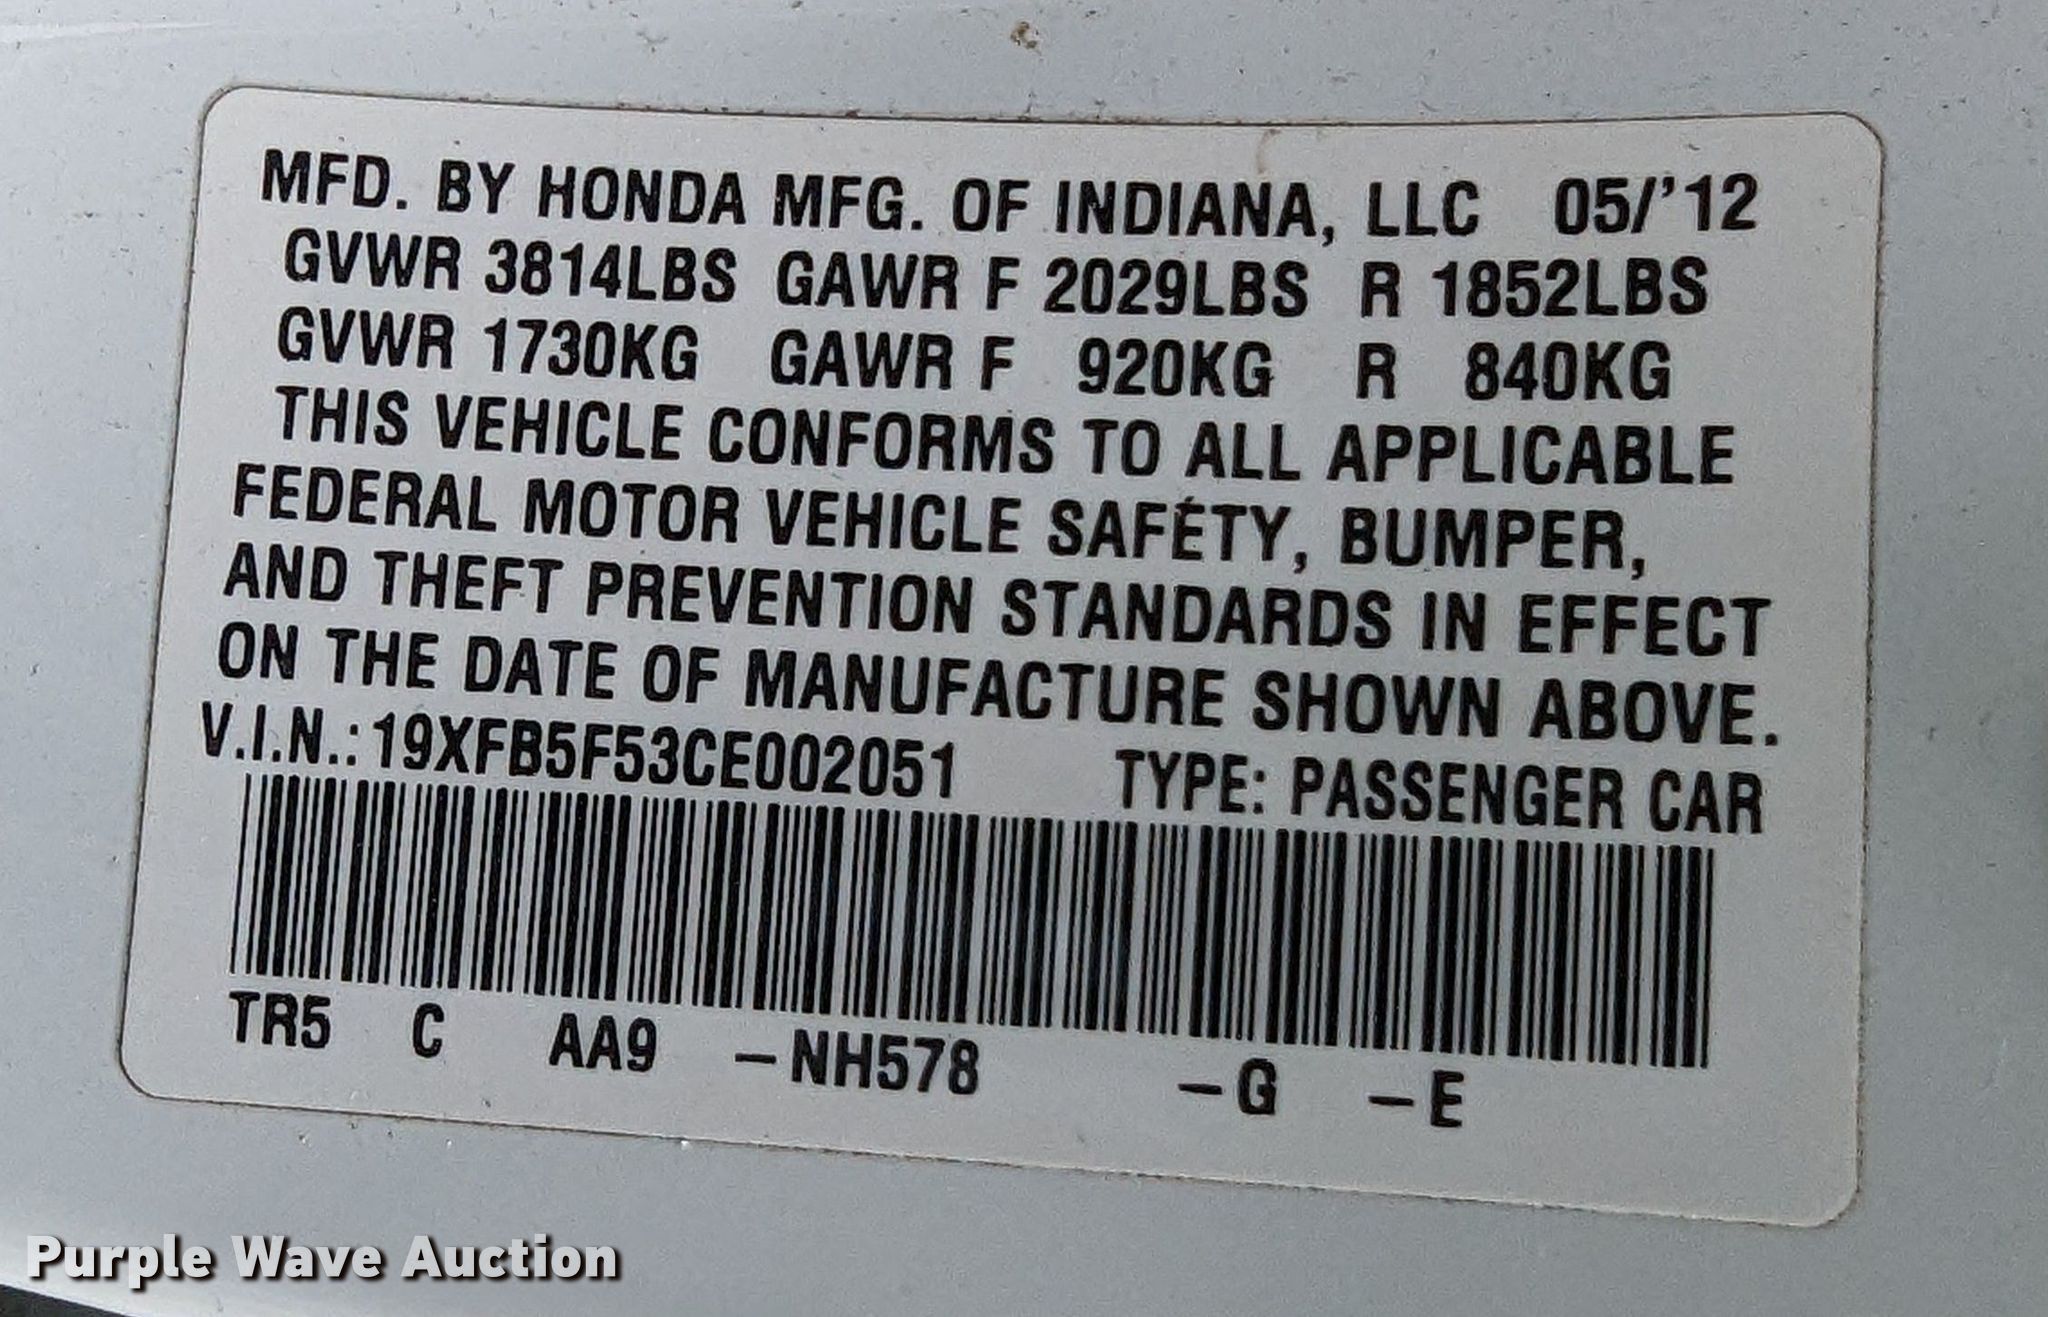 MFD. BY HONDA MFG. OF INDIANA, LLC 05/'12
GVWR 3814LBS GAWR F 2029LBS R 1852LBS
GVWR 1730KG GAWR F 920KG R 840KG
THIS VEHICLE CONFORMS TO ALL APPLICABLE
FEDERAL MOTOR VEHICLE SAFETY, BUMPER,
AND THEFT PREVENTION STANDARDS IN EFFECT
ON THE DATE OF MANUFACTURE SHOWN ABOVE.
V.I.N.:19XFB5F53CE002051 TYPE: PASSENGER CAR
TR5 C AA9 –NH578 –G –E
Purple Wave Auction